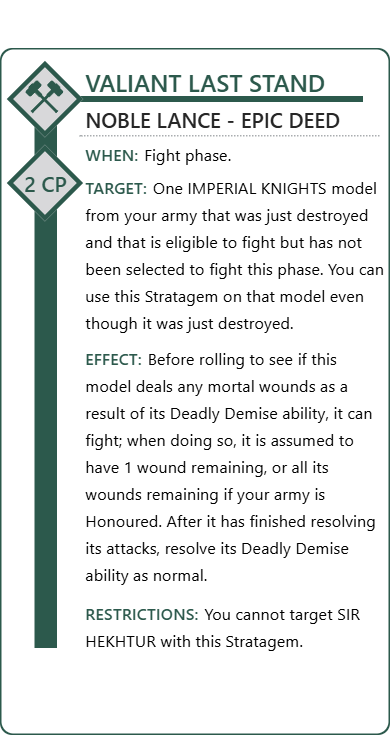 VALIANT LAST STAND
NOBLE LANCE - EPIC DEED
WHEN: Fight phase.
2 CP
TARGET: One IMPERIAL KNIGHTS model
from your army that was just destroyed
and that is eligible to fight but has not
been selected to fight this phase. You can
use this Stratagem on that model even
though it was just destroyed.
EFFECT: Before rolling to see if this
model deals any mortal wounds as a
result of its Deadly Demise ability, it can
fight; when doing so, it is assumed to
have 1 wound remaining, or all its
wounds remaining if your army is
Honoured. After it has finished resolving
its attacks, resolve its Deadly Demise
ability as normal.
RESTRICTIONS: You cannot target SIR
HEKHTUR with this Stratagem.